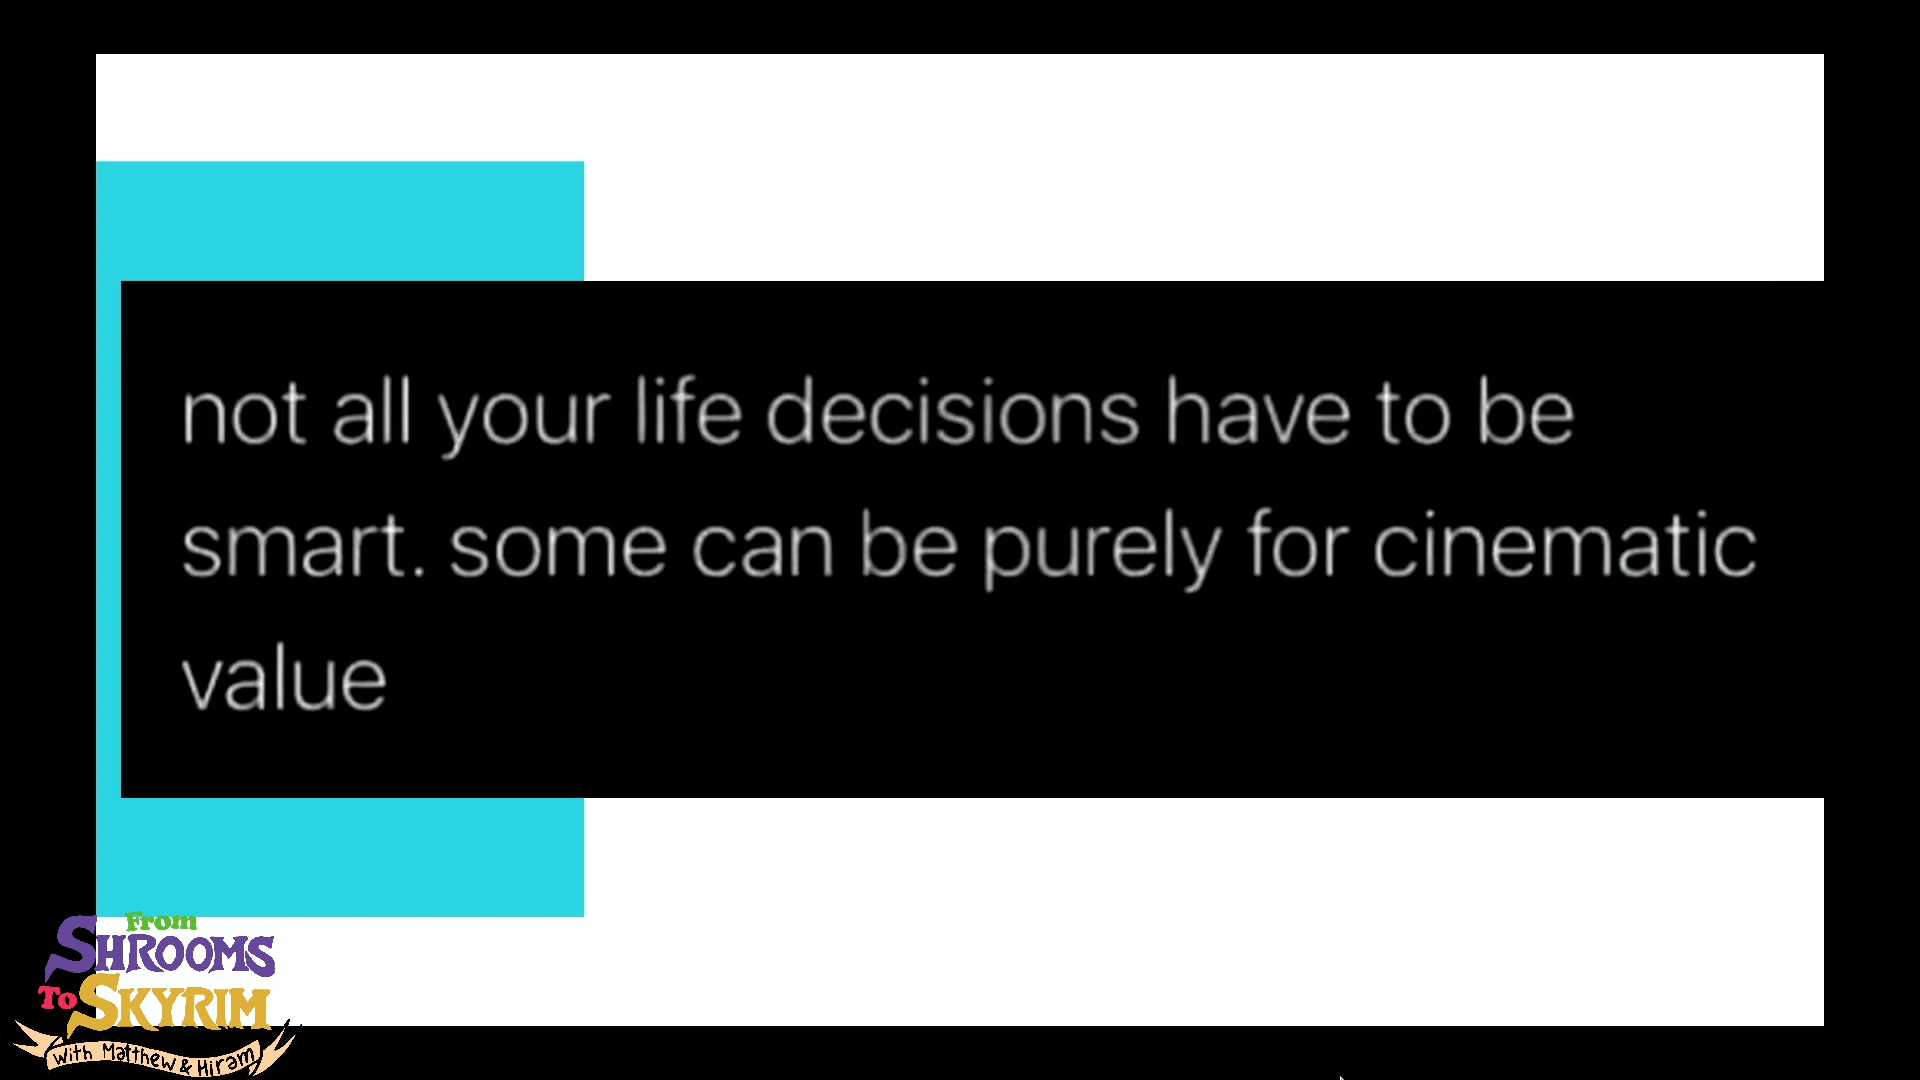 not all your life decisions have to be
smart. some can be purely for cinematic
value
From
SHROOMS
To SKYRIM
with Matthew & Hiram